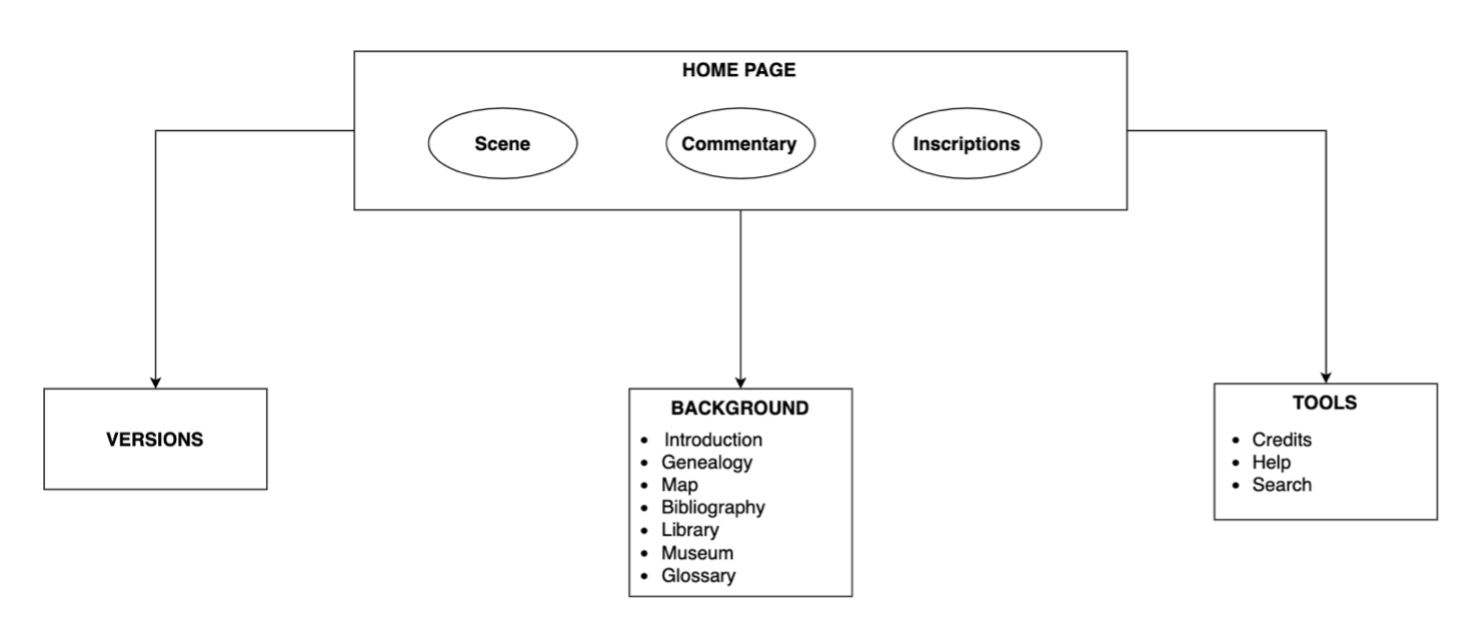 HOME PAGE
Scene
Commentary
Inscriptions
VERSIONS
BACKGROUND
• Introduction
• Genealogy
• Map
• Bibliography
• Library
• Museum
• Glossary
TOOLS
• Credits
• Help
• Search